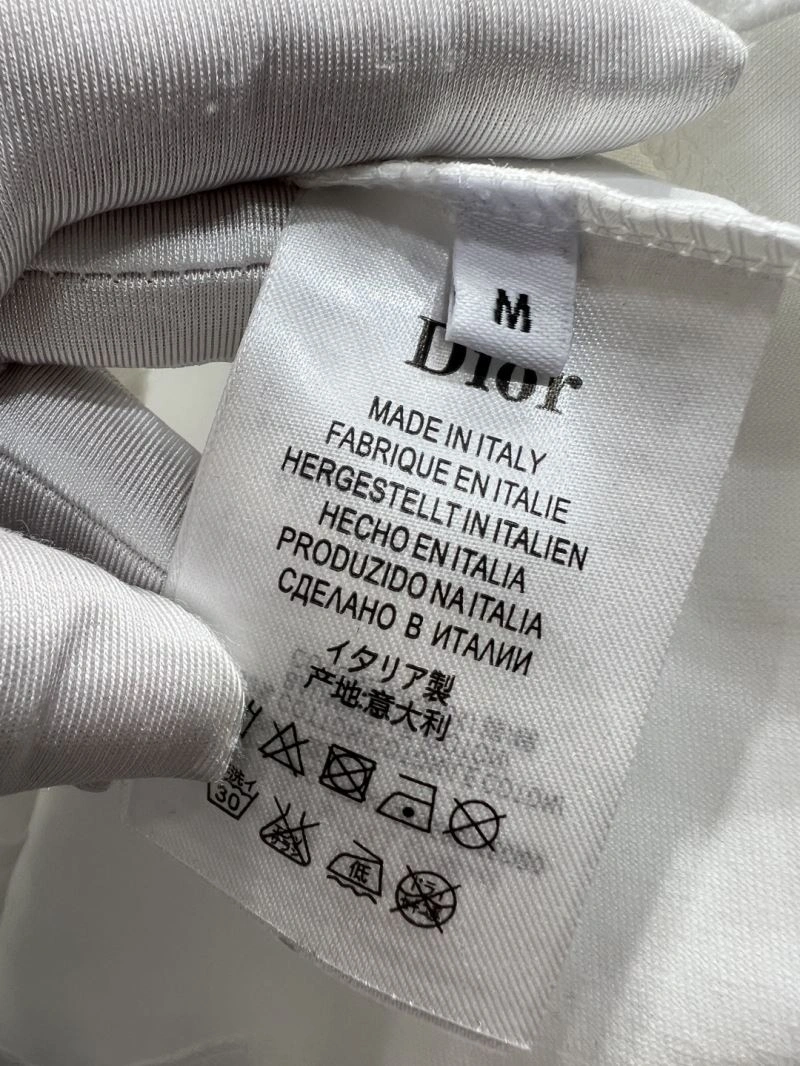 M
Dior
MADE IN ITALY
FABRIQUE EN ITALIE
HERGESTELLT IN ITALIEN
HECHO EN ITALIA
PRODUZIDO NA ITALIA
СДЕЛАНО В ИТАЛИИ
イタリア製
产地:意大利
30
低